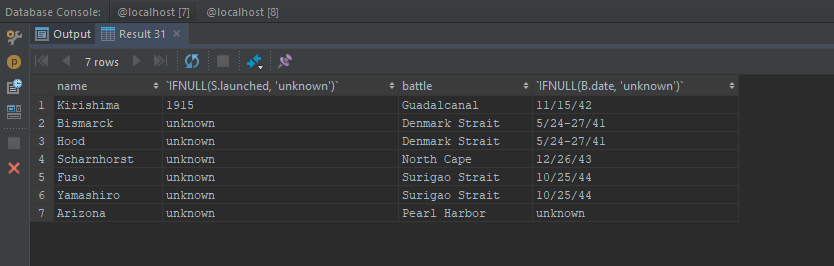 Database Console: @localhost [7] @localhost [8]
Output Result 31
7 rows
name `IFNULL(S.launched, 'unknown')` battle `IFNULL(B.date, 'unknown')`
1 Kirishima 1915 Guadalcanal 11/15/42
2 Bismarck unknown Denmark Strait 5/24-27/41
3 Hood unknown Denmark Strait 5/24-27/41
4 Scharnhorst unknown North Cape 12/26/43
5 Fuso unknown Surigao Strait 10/25/44
6 Yamashiro unknown Surigao Strait 10/25/44
7 Arizona unknown Pearl Harbor unknown